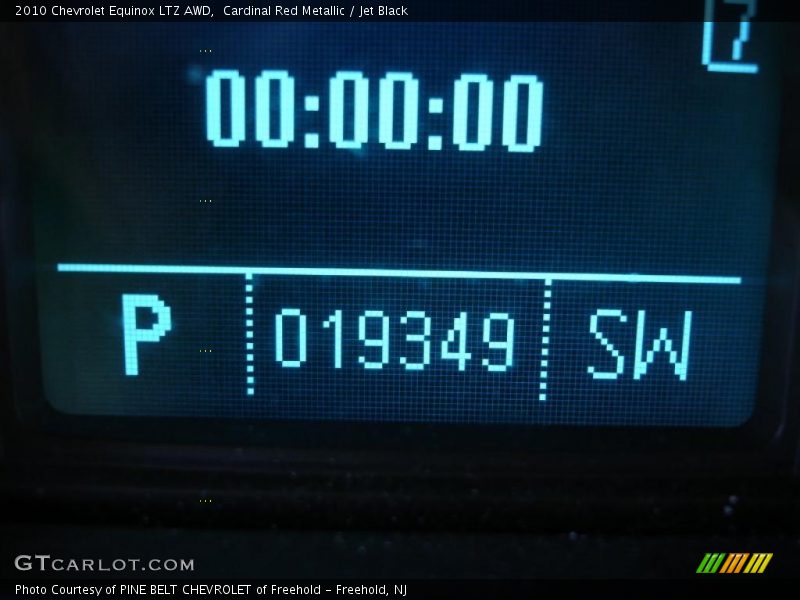 2010 Chevrolet Equinox LTZ AWD,  Cardinal Red Metallic / Jet Black
00:00:00
P 019349 SW
GTCARLOT.COM
Photo Courtesy of PINE BELT CHEVROLET of Freehold - Freehold, NJ